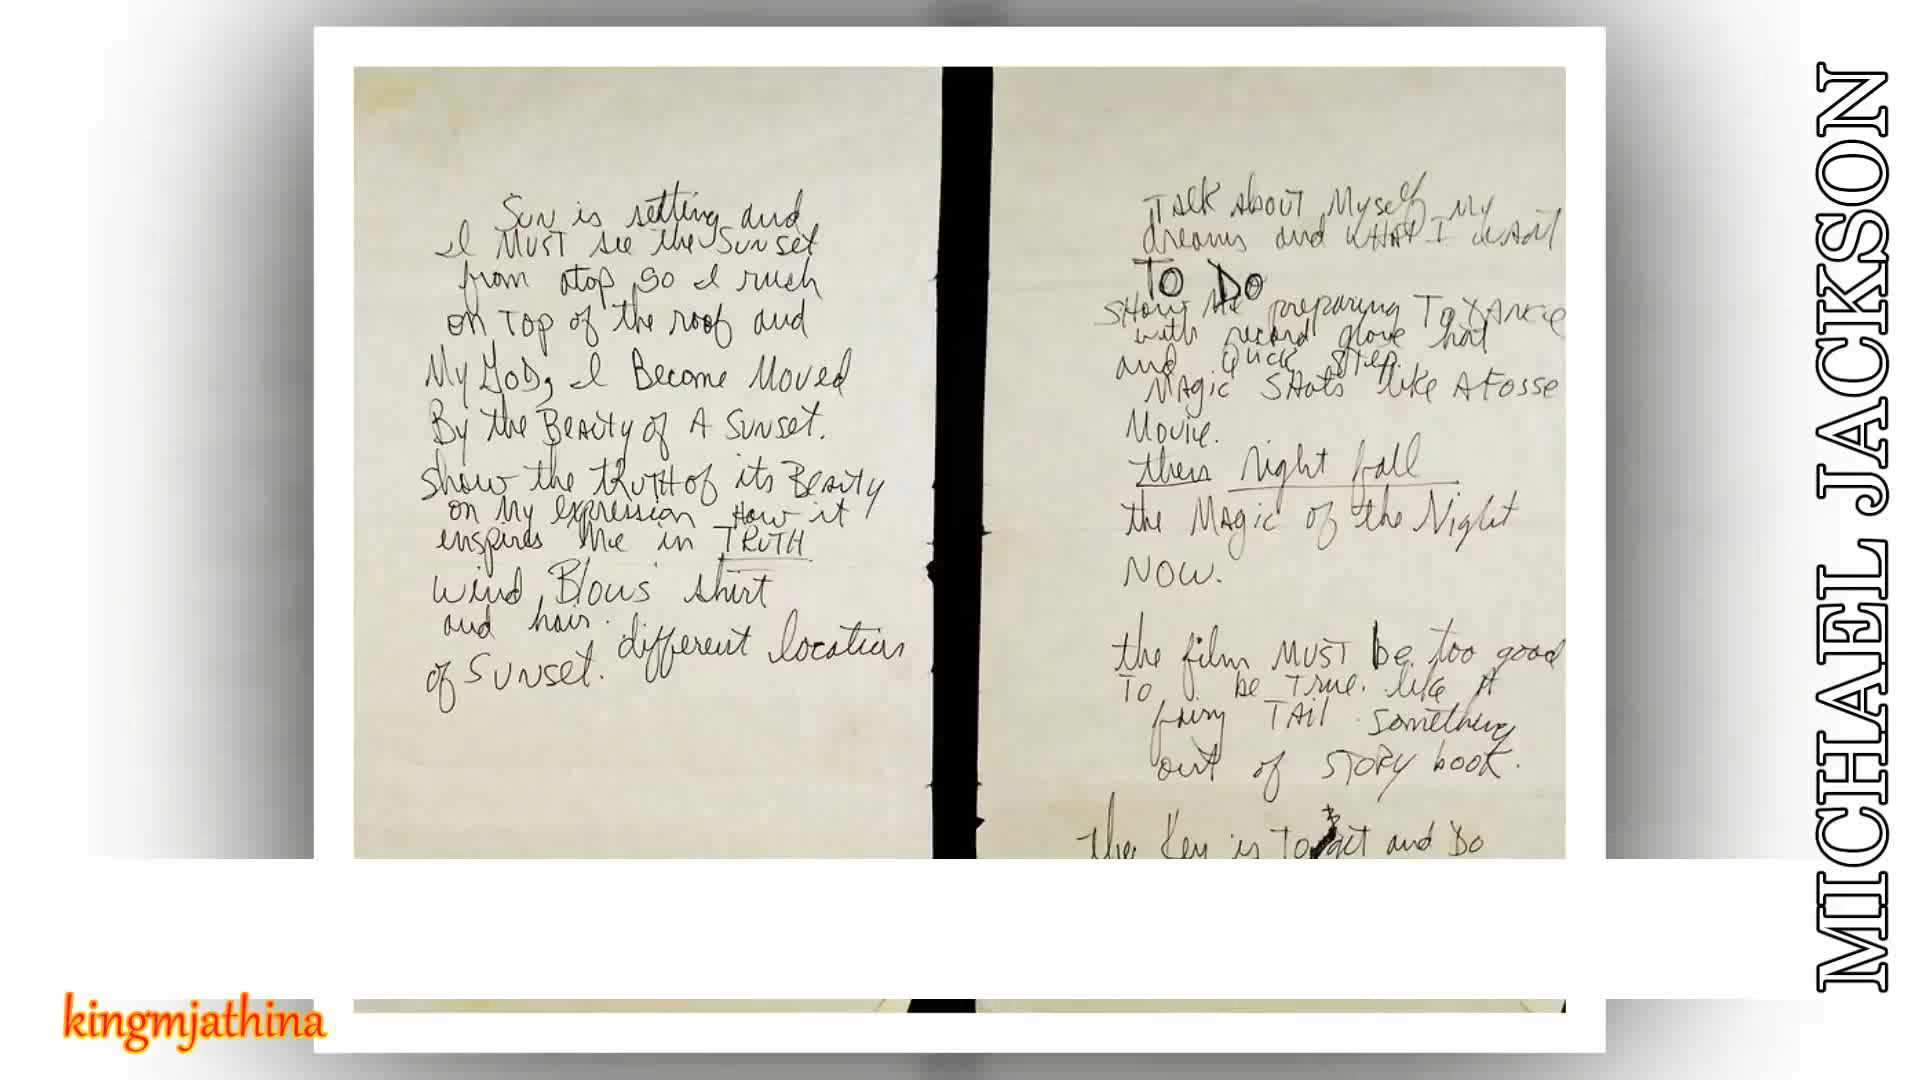 Sun is setting and
I MUST see the sunset
from atop so I rush
on Top of the roof and
My GOD, I Become Moved
By the Beauty of A Sunset.
show the tRUTH of its Beauty
on My expression How it
enspires Me in TRUTH
wind Blows shirt
and hair. different location
of Sunset.
Talk About Myself My
dreams and WHAT I WANT
TO DO
SHow Me preparing To
with record glove hat
and Quick step.
MAgic SHots like A Fosse
Movie.
then Night fall
the MAgic of the Night
NOW.
the film MUST be too good
To be True. like A
fairy TAil something
out of STORY book.
the Key is To Act and Do
MICHAEL JACKSON
kingmjathina